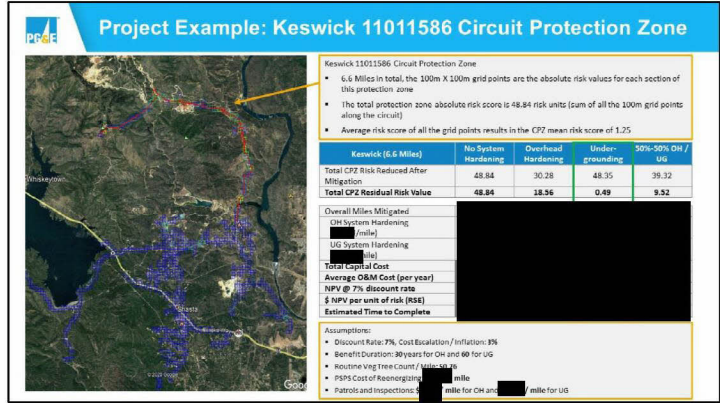 PG&E
Project Example: Keswick 11011586 Circuit Protection Zone
Keswick 11011586 Circuit Protection Zone
▪ 6.6 Miles in total, the 100m X 100m grid points are the absolute risk values for each section of
this protection zone
▪ The total protection zone absolute risk is 48.84 risk units (sum of all the 100m grid points
along the circuit)
▪ Average risk score of all the grid points results in the CPZ mean risk score of 1.25
Keswick (6.6 Miles) No System Hardening Overhead Hardening Under-grounding 50%-50% OH / UG
Total CPZ Risk Reduced After Mitigation 48.84 30.28 48.35 39.32
Total CPZ Residual Risk Value 48.84 18.56 0.49 9.52
Overall Miles Mitigated
OH System Hardening
/mile)
UG System Hardening
mile)
Total Capital Cost
Average O&M Cost (per year)
NPV @ 7% discount rate
$ NPV per unit of risk (RSE)
Estimated Time to Complete
Assumptions:
▪ Discount Rate: 7%, Cost Escalation / Inflation: 3%
▪ Benefit Duration: 30 years for OH and 60 for UG
▪ Routine Veg Tree Count / Mile: 50.26
▪ PSPS Cost of Reenergizing mile
▪ Patrols and Inspections: $ mile for OH and / mile for UG
Whiskeytown
Shasta
Goo